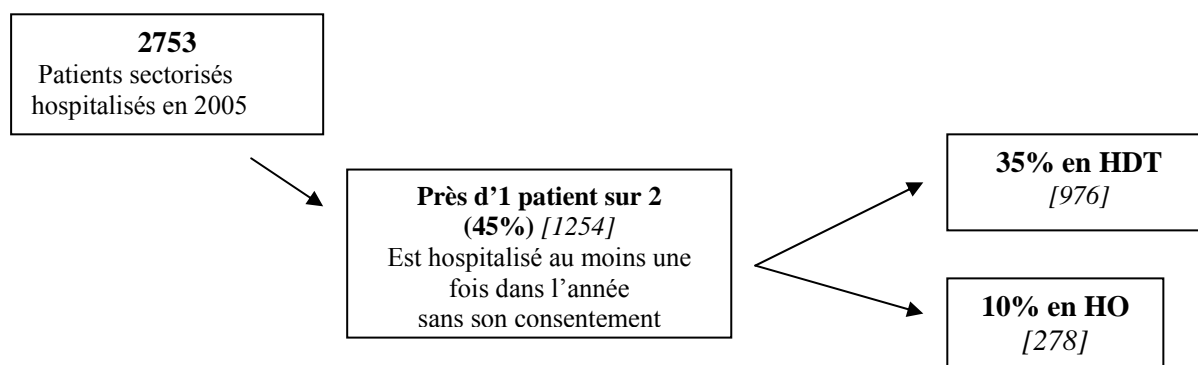 2753
Patients sectorisés
hospitalisés en 2005
Près d’1 patient sur 2
(45%) [1254]
Est hospitalisé au moins une
fois dans l’année
sans son consentement
35% en HDT
[976]
10% en HO
[278]